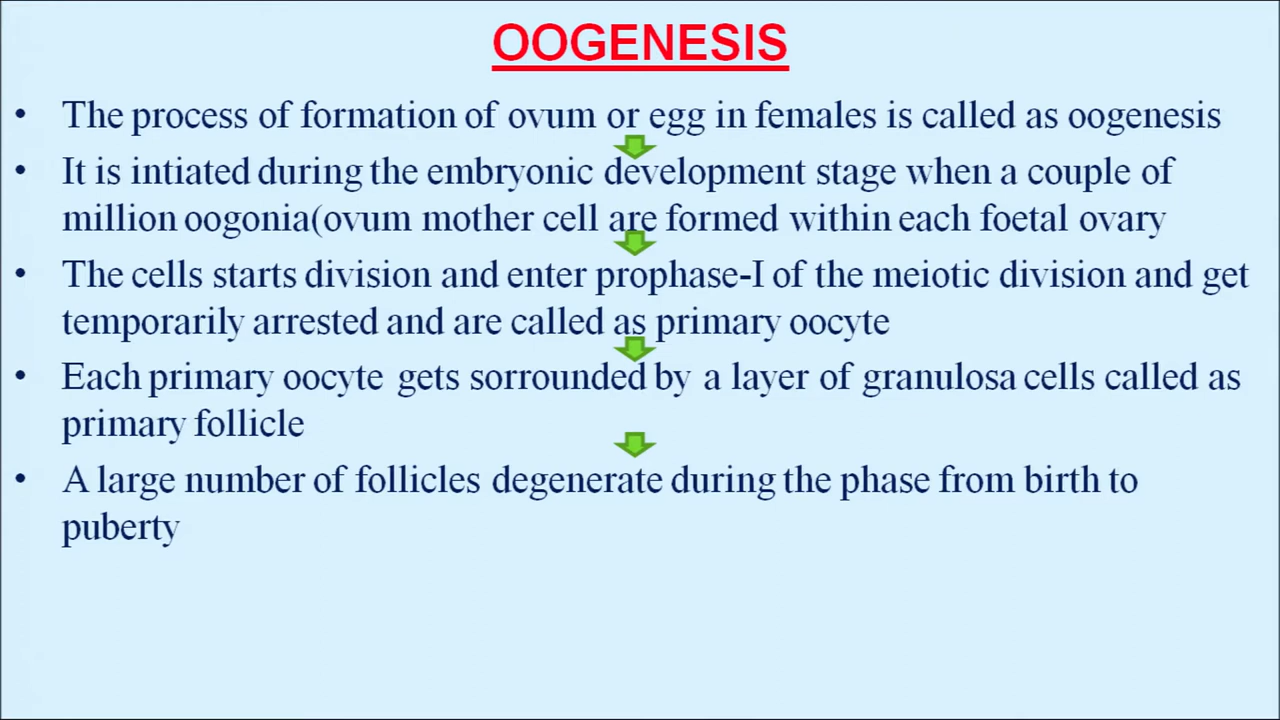 OOGENESIS
• The process of formation of ovum or egg in females is called as oogenesis
• It is intiated during the embryonic development stage when a couple of
million oogonia(ovum mother cell are formed within each foetal ovary
• The cells starts division and enter prophase-I of the meiotic division and get
temporarily arrested and are called as primary oocyte
• Each primary oocyte gets sorrounded by a layer of granulosa cells called as
primary follicle
• A large number of follicles degenerate during the phase from birth to
puberty